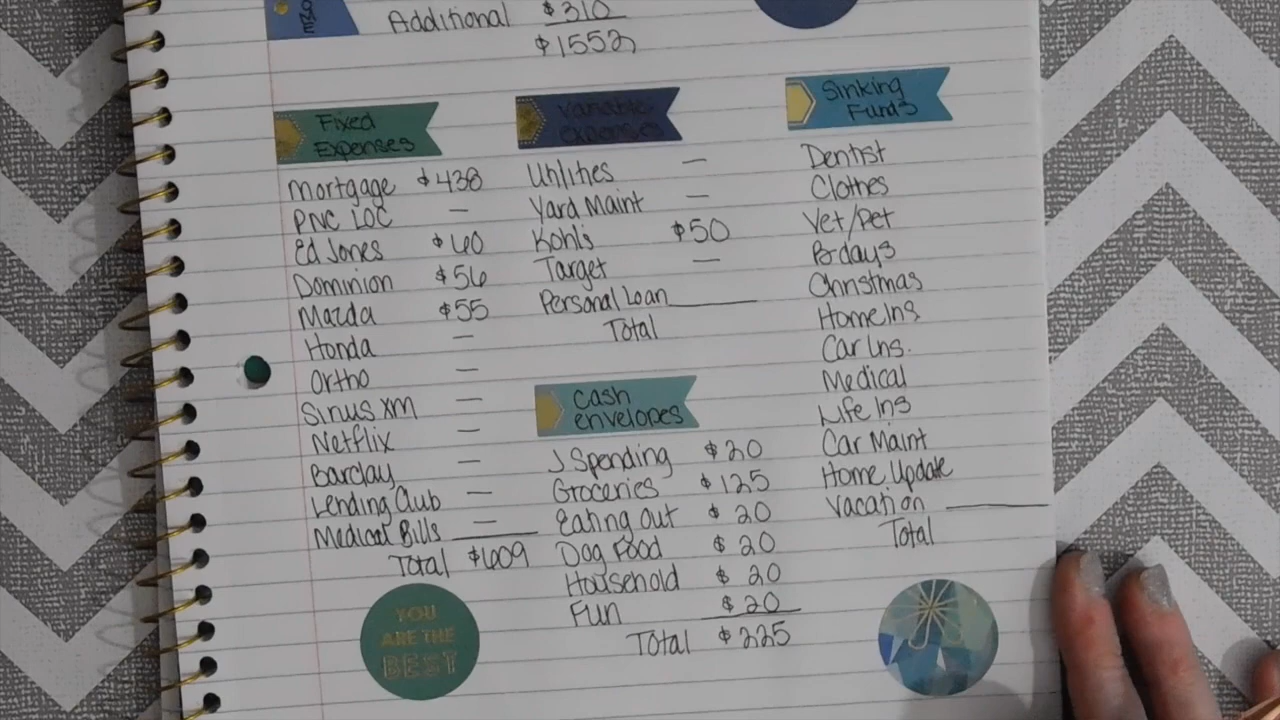 Additional $310
$1552
Fixed
Expenses
Mortgage $438
PNC LOC —
Ed Jones $60
Dominion $56
Mazda $55
Honda —
Ortho —
Sirius xm —
Netflix —
Barclay —
Lending Club —
Medical Bills —
Total $609
Variable
expenses
Utilities —
Yard Maint —
Kohls $50
Target —
Personal Loan
Total
Cash
envelopes
J Spending $20
Groceries $125
Eating out $20
Dog Food $20
Household $20
Fun $20
Total $225
Sinking
Funds
Dentist
Clothes
Vet/Pet
B-days
Christmas
Home Ins
Car Ins.
Medical
Life Ins
Car Maint
Home Update
Vacation
Total
YOU
ARE THE
BEST